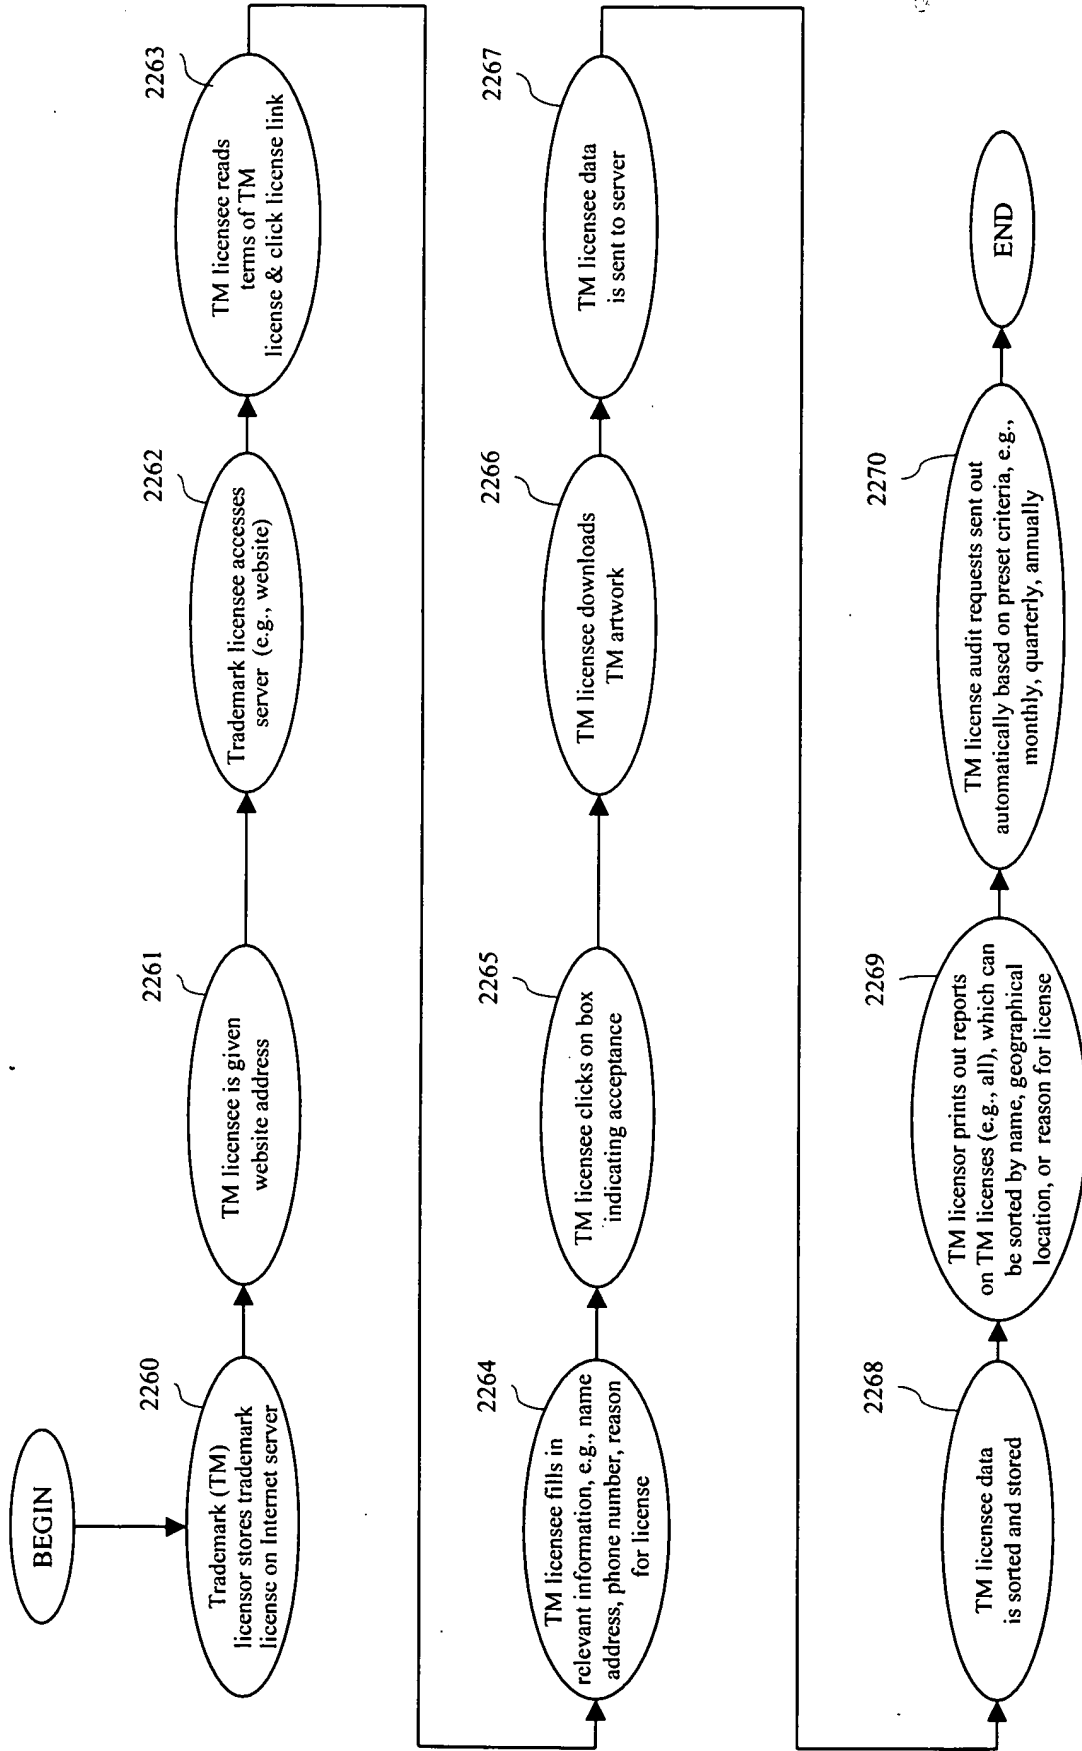 BEGIN
2260
Trademark (TM)
licensor stores trademark
license on Internet server
2261
TM licensee is given
website address
2262
Trademark licensee accesses
server (e.g., website)
2263
TM licensee reads
terms of TM
license & click license link
2264
TM licensee fills in
relevant information, e.g., name
address, phone number, reason
for license
2265
TM licensee clicks on box
indicating acceptance
2266
TM licensee downloads
TM artwork
2267
TM licensee data
is sent to server
2268
TM licensee data
is sorted and stored
2269
TM licensor prints out reports
on TM licenses (e.g., all), which can
be sorted by name, geographical
location, or reason for license
2270
TM license audit requests sent out
automatically based on preset criteria, e.g.,
monthly, quarterly, annually
END